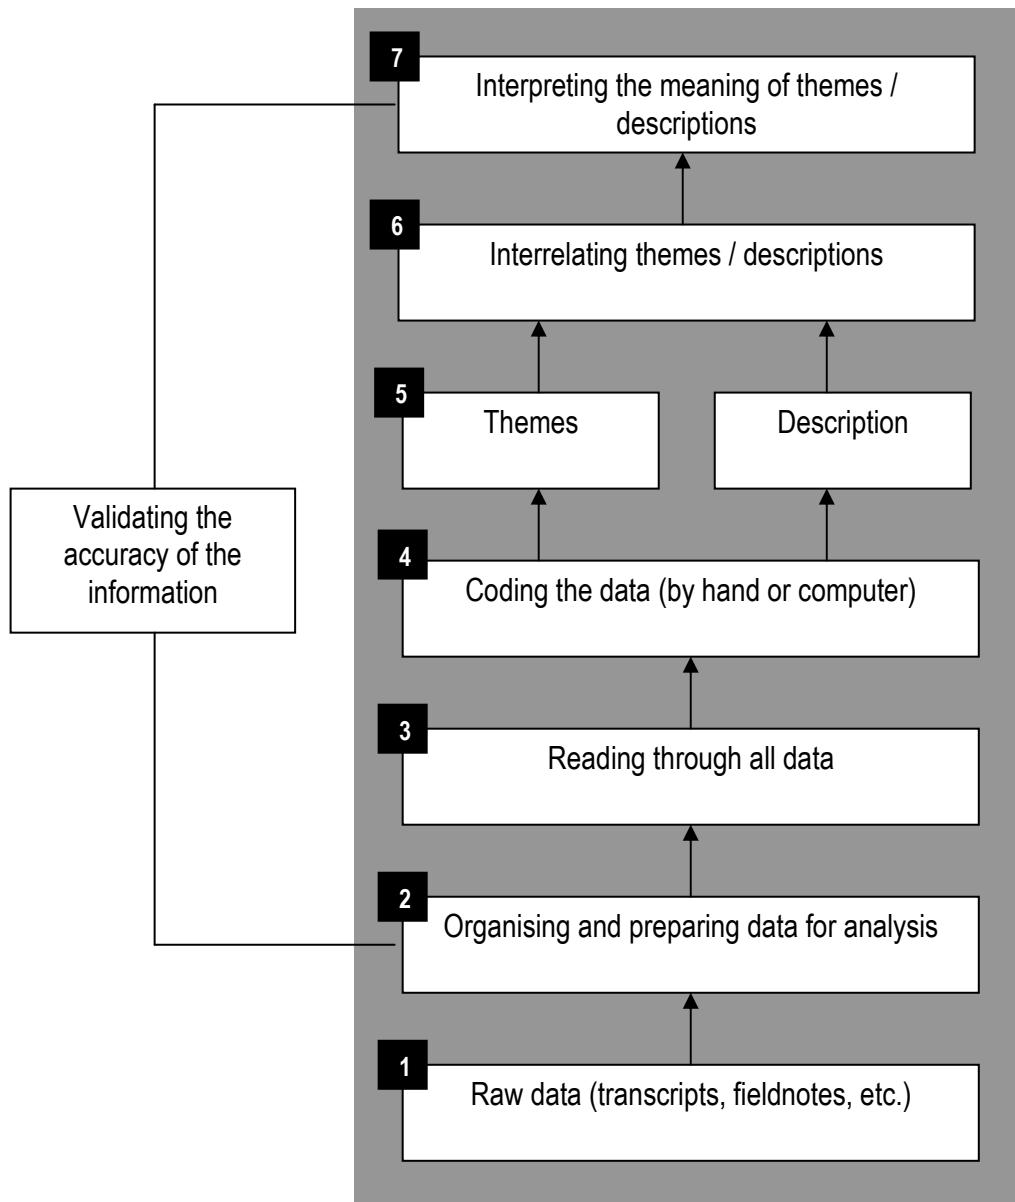 7
Interpreting the meaning of themes /
descriptions
6
Interrelating themes / descriptions
5
Themes
Description
Validating the
accuracy of the
information
4
Coding the data (by hand or computer)
3
Reading through all data
2
Organising and preparing data for analysis
1
Raw data (transcripts, fieldnotes, etc.)